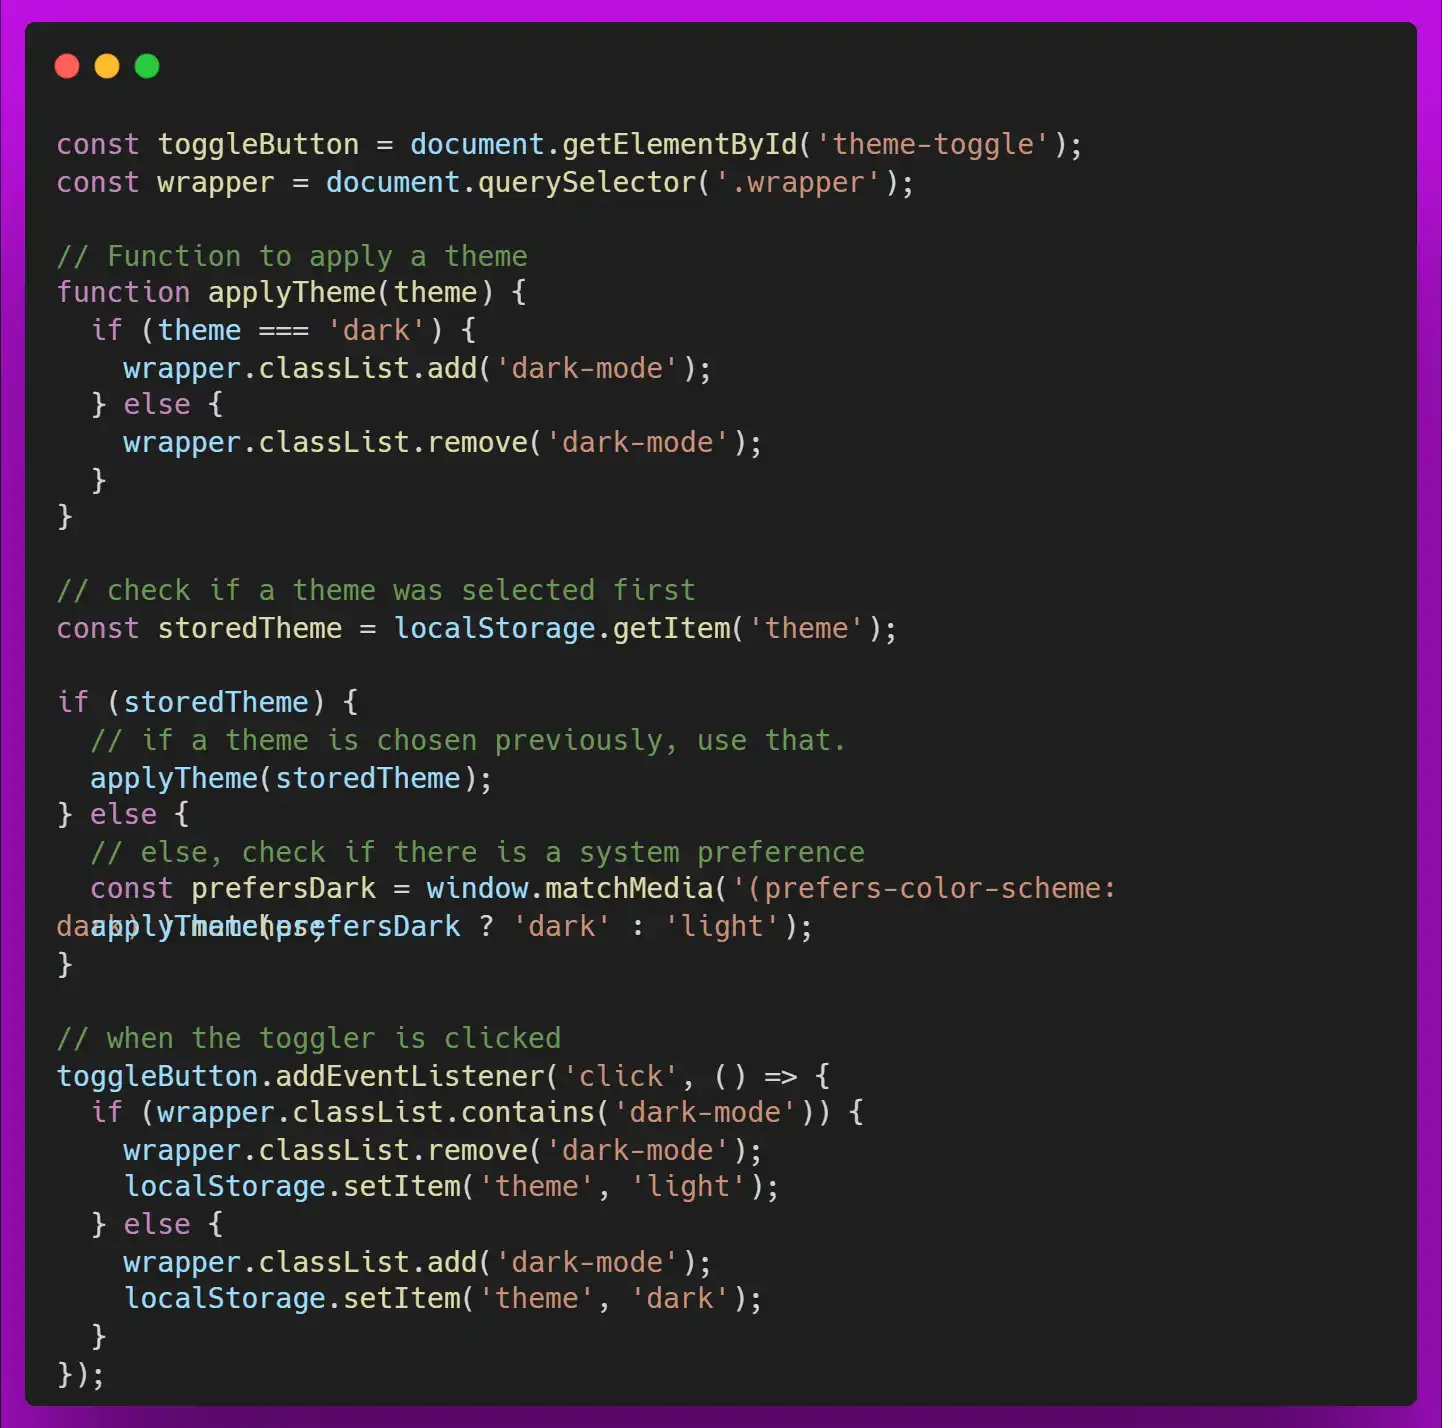 const toggleButton = document.getElementById('theme-toggle');
const wrapper = document.querySelector('.wrapper');
// Function to apply a theme
function applyTheme(theme) {
  if (theme === 'dark') {
    wrapper.classList.add('dark-mode');
  } else {
    wrapper.classList.remove('dark-mode');
  }
}
// check if a theme was selected first
const storedTheme = localStorage.getItem('theme');
if (storedTheme) {
  // if a theme is chosen previously, use that.
  applyTheme(storedTheme);
} else {
  // else, check if there is a system preference
  const prefersDark = window.matchMedia('(prefers-color-scheme:
dark)').matches;
  applyTheme(prefersDark ? 'dark' : 'light');
}
// when the toggler is clicked
toggleButton.addEventListener('click', () => {
  if (wrapper.classList.contains('dark-mode')) {
    wrapper.classList.remove('dark-mode');
    localStorage.setItem('theme', 'light');
  } else {
    wrapper.classList.add('dark-mode');
    localStorage.setItem('theme', 'dark');
  }
});